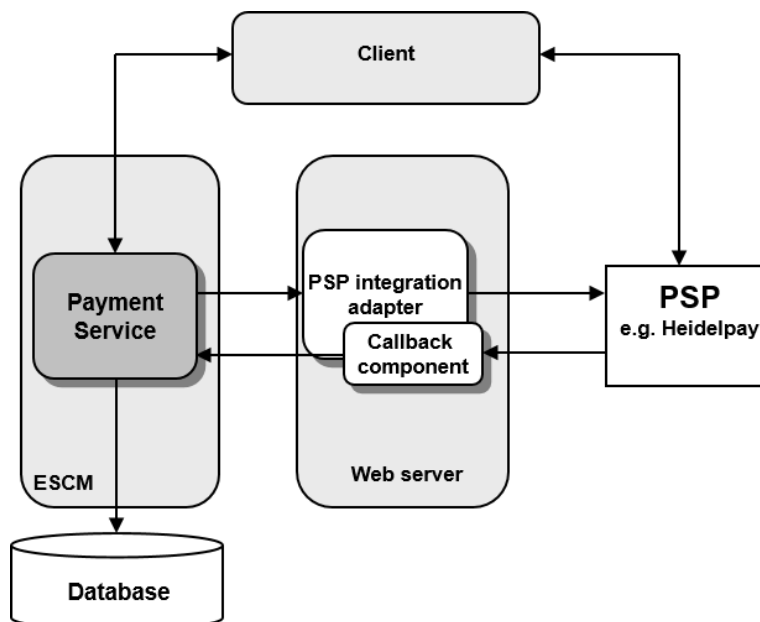 Client
Payment
Service
PSP integration
adapter
Callback
component
PSP
e.g. Heidelpay
ESCM
Web server
Database